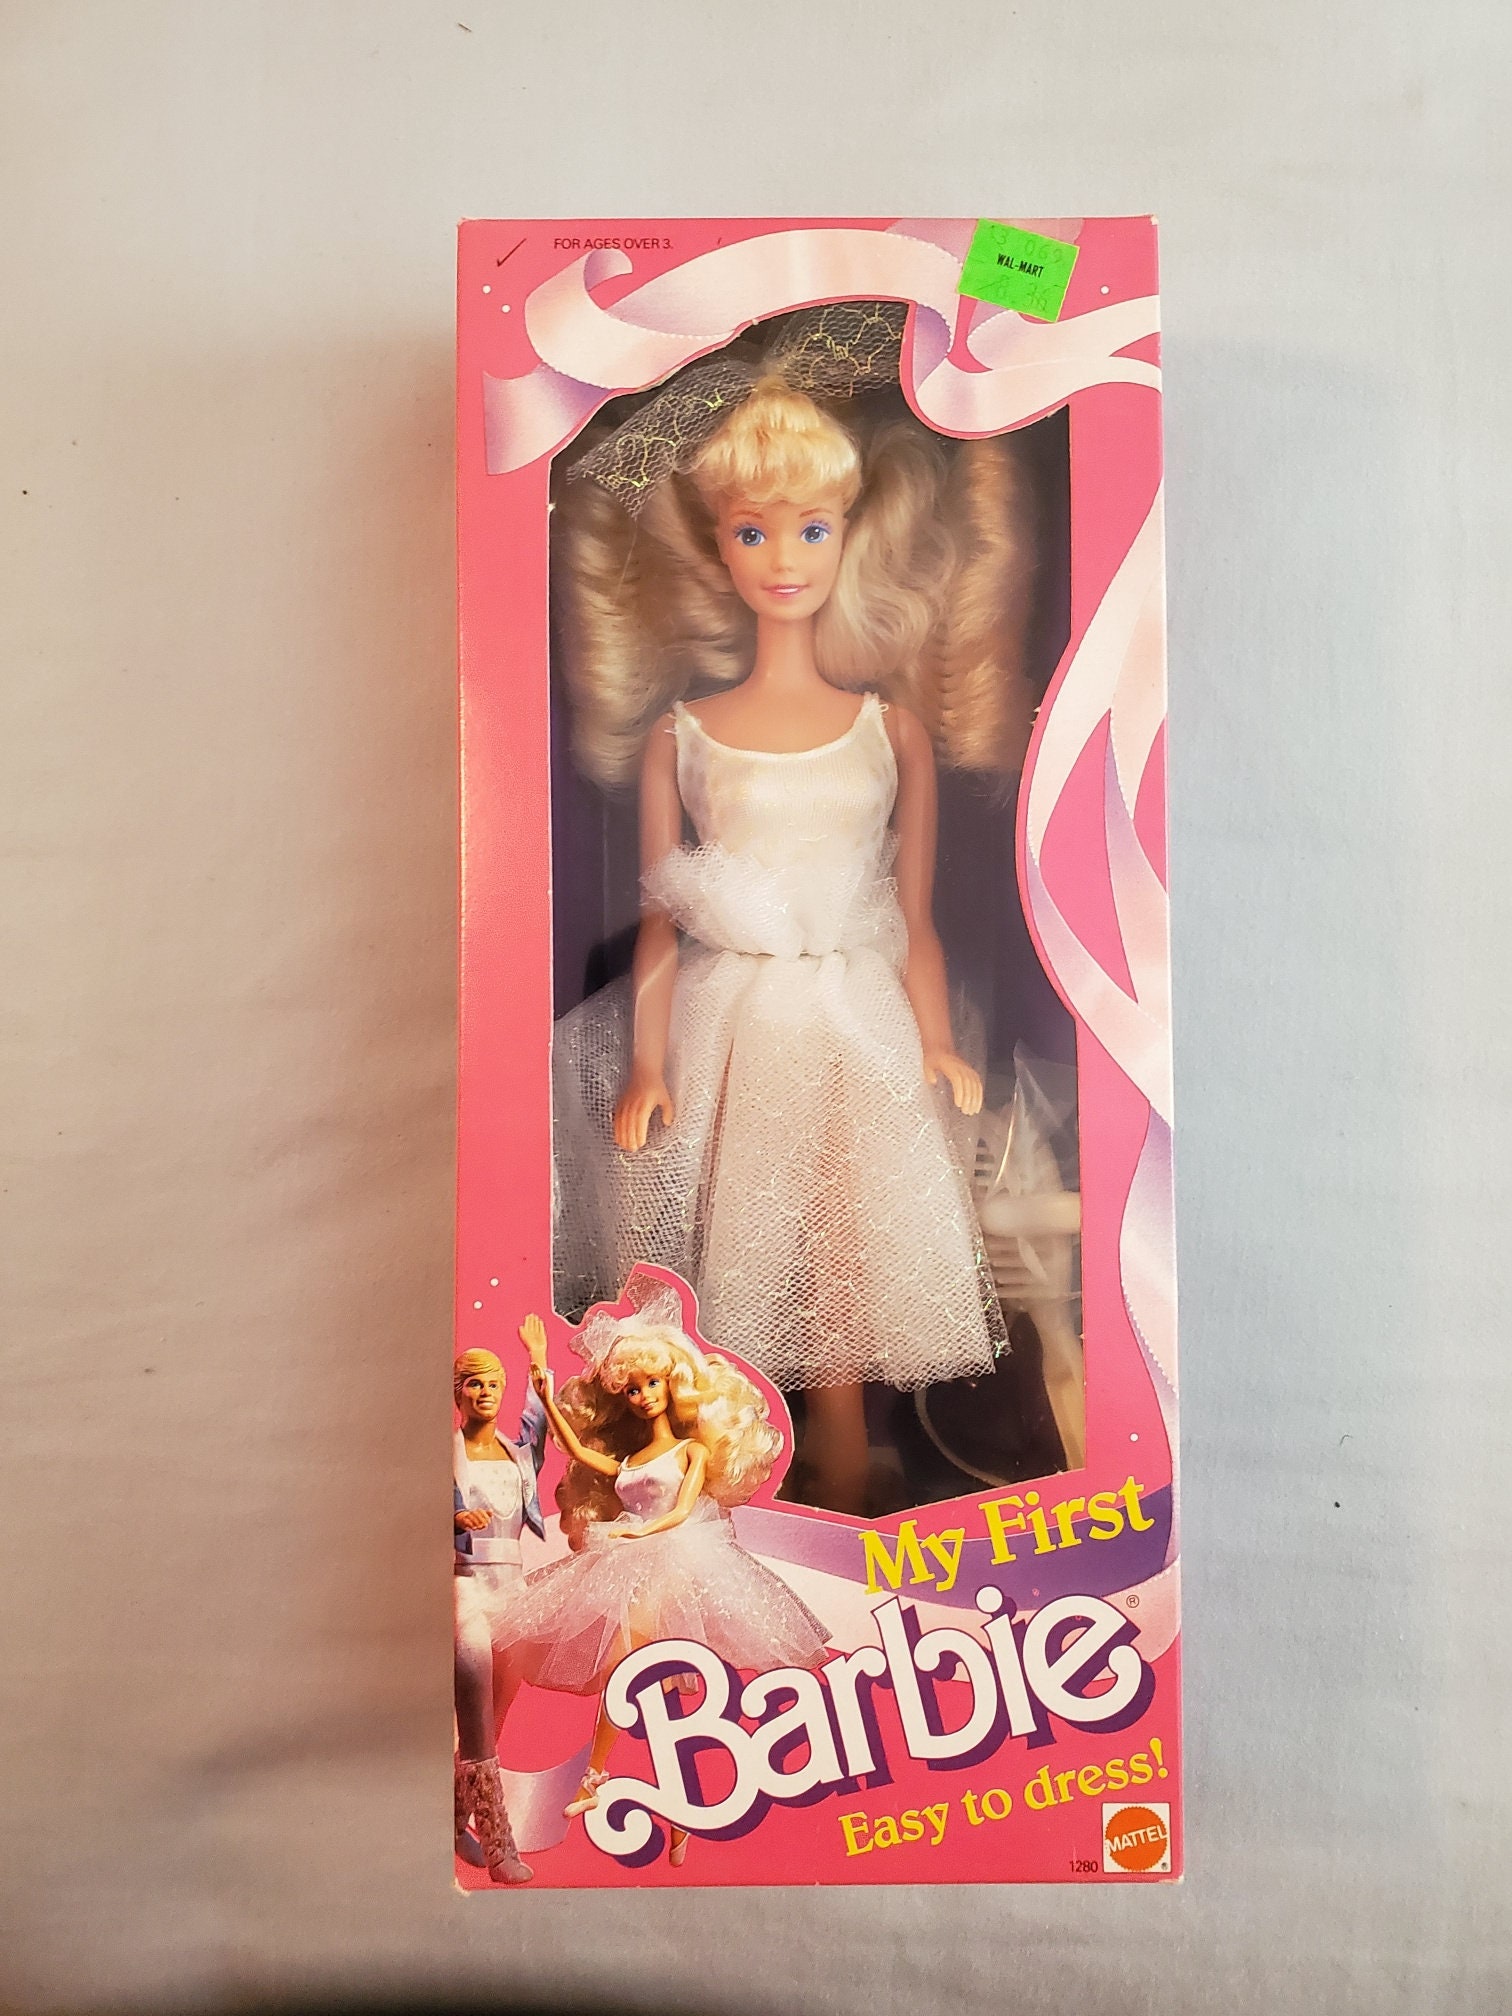 FOR AGES OVER 3.
WAL-MART
My First
Barbie®
Easy to dress!
1280
MATTEL
®